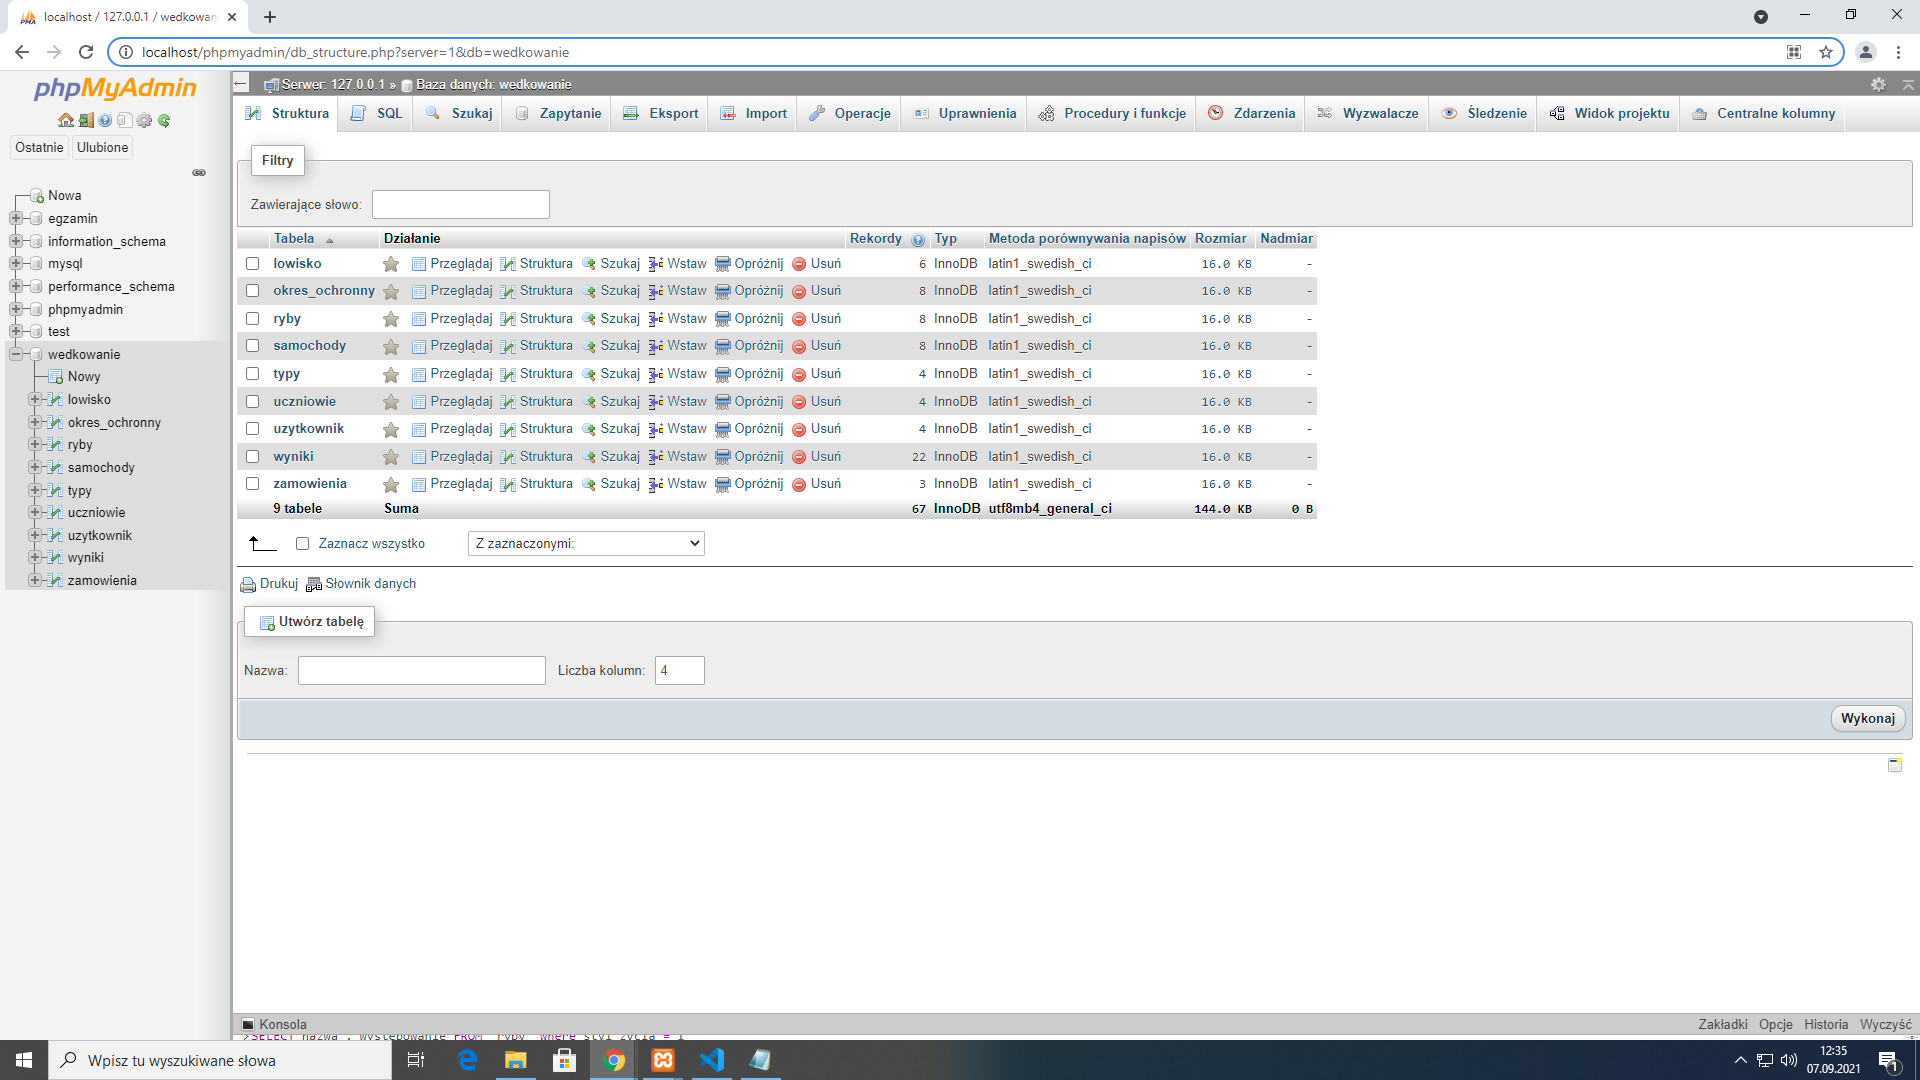 localhost / 127.0.0.1 / wedkowan
localhost/phpmyadmin/db_structure.php?server=1&db=wedkowanie
phpMyAdmin
Ostatnie Ulubione
Nowa
egzamin
information_schema
mysql
performance_schema
phpmyadmin
test
wedkowanie
Nowy
lowisko
okres_ochronny
ryby
samochody
typy
uczniowie
uzytkownik
wyniki
zamowienia
Serwer: 127.0.0.1 » Baza danych: wedkowanie
Struktura SQL Szukaj Zapytanie Eksport Import Operacje Uprawnienia Procedury i funkcje Zdarzenia Wyzwalacze Śledzenie Widok projektu Centralne kolumny
Filtry
Zawierające słowo:
Tabela Działanie Rekordy Typ Metoda porównywania napisów Rozmiar Nadmiar
lowisko Przeglądaj Struktura Szukaj Wstaw Opróżnij Usuń 6 InnoDB latin1_swedish_ci 16.0 KB -
okres_ochronny Przeglądaj Struktura Szukaj Wstaw Opróżnij Usuń 8 InnoDB latin1_swedish_ci 16.0 KB -
ryby Przeglądaj Struktura Szukaj Wstaw Opróżnij Usuń 8 InnoDB latin1_swedish_ci 16.0 KB -
samochody Przeglądaj Struktura Szukaj Wstaw Opróżnij Usuń 8 InnoDB latin1_swedish_ci 16.0 KB -
typy Przeglądaj Struktura Szukaj Wstaw Opróżnij Usuń 4 InnoDB latin1_swedish_ci 16.0 KB -
uczniowie Przeglądaj Struktura Szukaj Wstaw Opróżnij Usuń 4 InnoDB latin1_swedish_ci 16.0 KB -
uzytkownik Przeglądaj Struktura Szukaj Wstaw Opróżnij Usuń 4 InnoDB latin1_swedish_ci 16.0 KB -
wyniki Przeglądaj Struktura Szukaj Wstaw Opróżnij Usuń 22 InnoDB latin1_swedish_ci 16.0 KB -
zamowienia Przeglądaj Struktura Szukaj Wstaw Opróżnij Usuń 3 InnoDB latin1_swedish_ci 16.0 KB -
9 tabele Suma 67 InnoDB utf8mb4_general_ci 144.0 KB 0 B
Zaznacz wszystko Z zaznaczonymi:
Drukuj Słownik danych
Utwórz tabelę
Nazwa: Liczba kolumn: 4
Wykonaj
Konsola Zakładki Opcje Historia Wyczyść
>SELECT nazwa , wystepowanie FROM `ryby` where styl_zycia = 1
Wpisz tu wyszukiwane słowa
12:35
07.09.2021
1